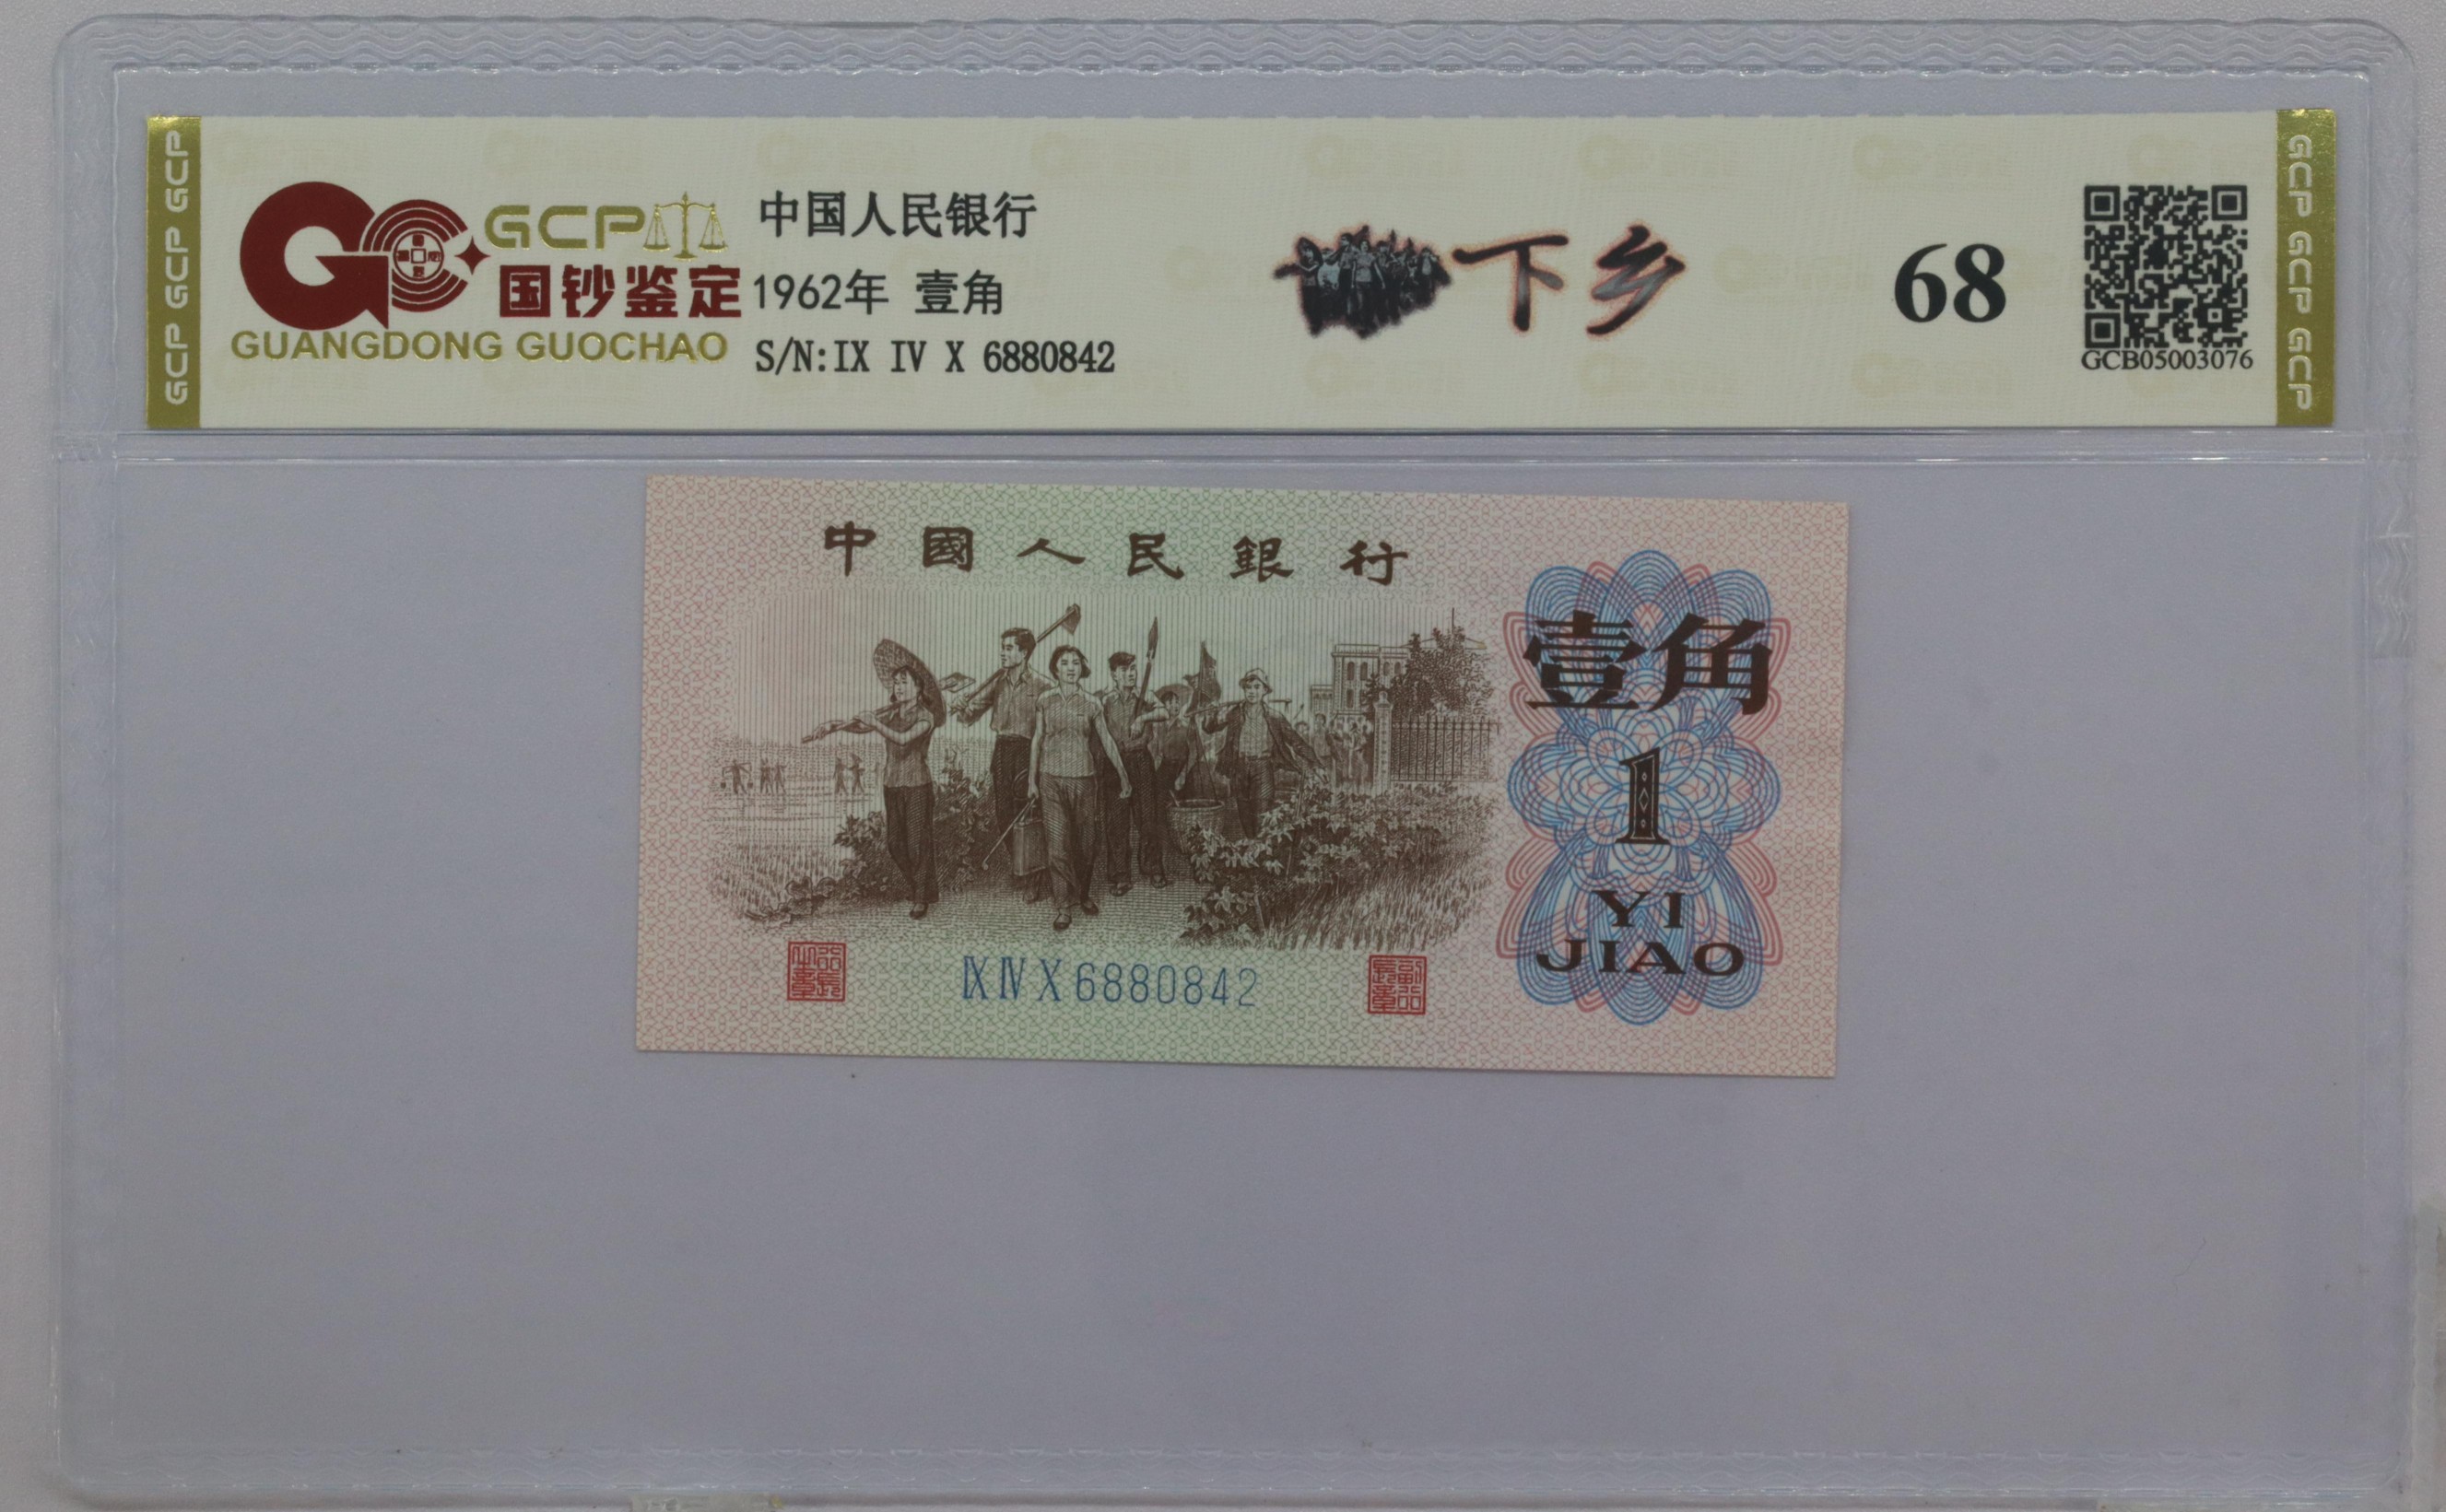 GCP GCP GCP
GCP
国钞鉴定
GUANGDONG GUOCHAO
中国人民银行
1962年 壹角
S/N:IX IV X 6880842
下乡
68
GCB05003076
GCP GCP GCP
中國人民銀行
壹角
1
YI
JIAO
IX IV X 6880842